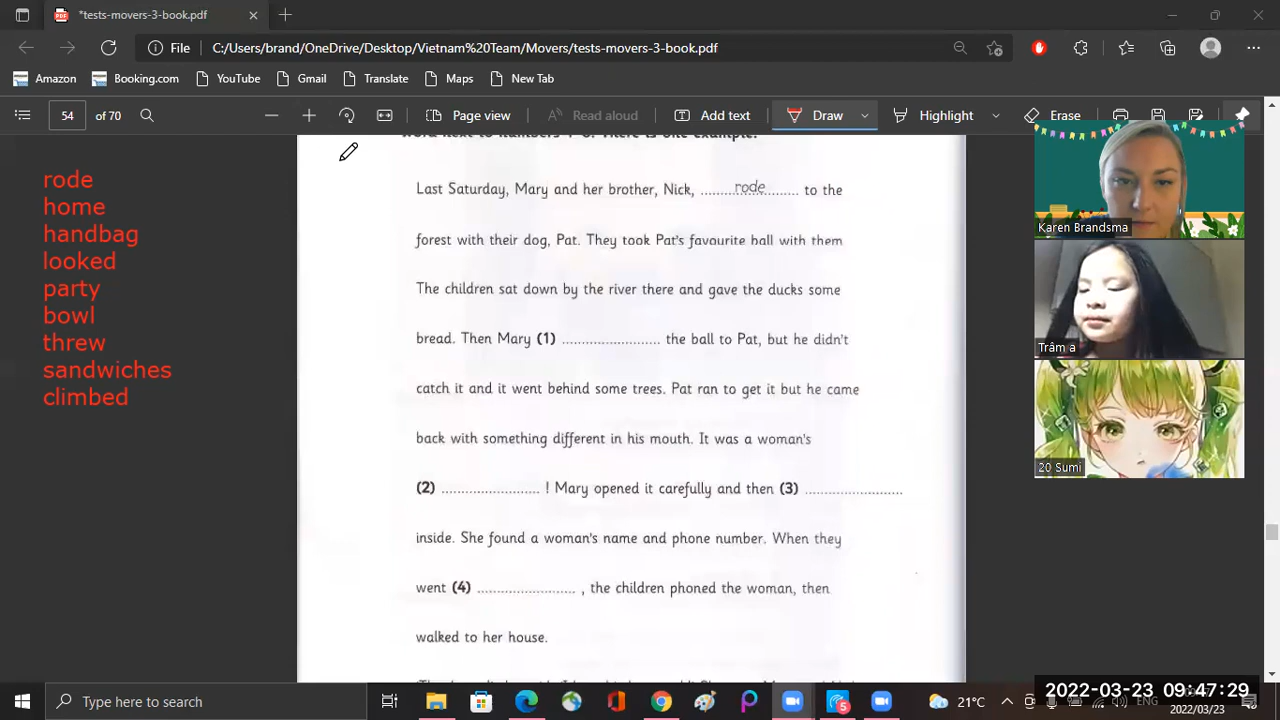 *tests-movers-3-book.pdf
File
C:/Users/brand/OneDrive/Desktop/Vietnam%20Team/Movers/tests-movers-3-book.pdf
Amazon
Booking.com
YouTube
Gmail
Translate
Maps
New Tab
54 of 70
Page view
Read aloud
Add text
Draw
Highlight
Erase
rode
home
handbag
looked
party
bowl
threw
sandwiches
climbed
Last Saturday, Mary and her brother, Nick, .........rode......... to the
forest with their dog, Pat. They took Pat's favourite ball with them
The children sat down by the river there and gave the ducks some
bread. Then Mary (1) ........................ the ball to Pat, but he didn't
catch it and it went behind some trees. Pat ran to get it but he came
back with something different in his mouth. It was a woman's
(2) ........................ ! Mary opened it carefully and then (3) ........................
inside. She found a woman's name and phone number. When they
went (4) ........................ , the children phoned the woman, then
walked to her house.
Karen Brandsma
Trâm a
20 Sumi
Type here to search
5
21°C
ENG
2022-03-23 09:47:29
2022/03/23